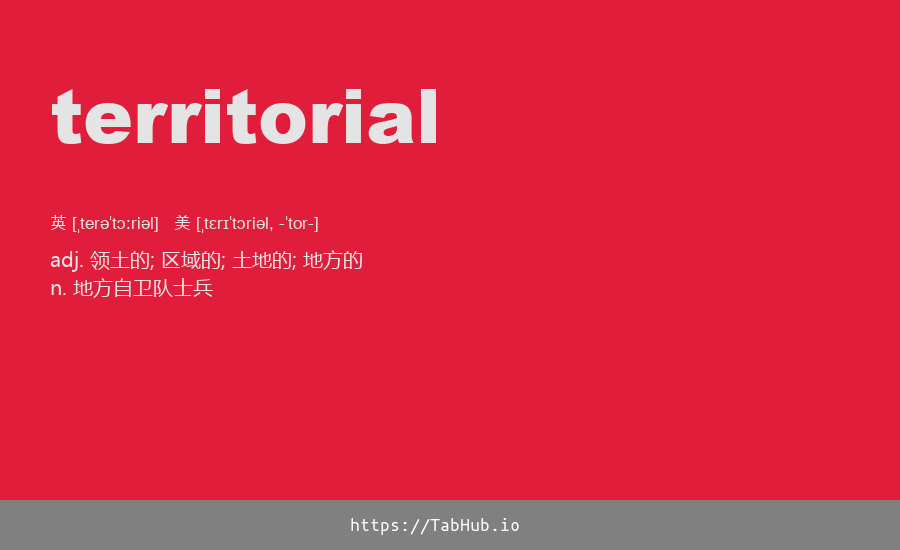 territorial
英 [ˌterəˈtɔːriəl] 美 [ˌtɛrɪˈtɔriəl, -ˈtor-]
adj. 领土的; 区域的; 土地的; 地方的
n. 地方自卫队士兵
https://TabHub.io